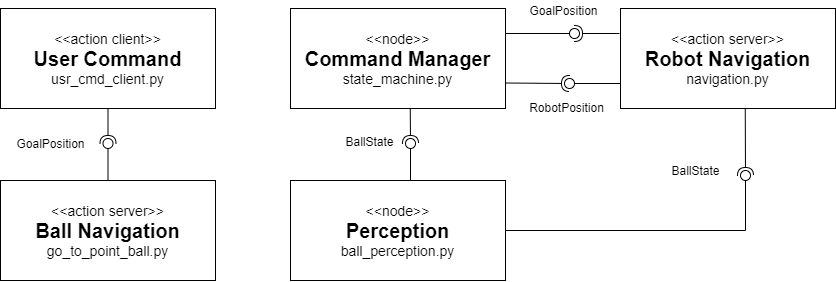 <<action client>>
User Command
usr_cmd_client.py
GoalPosition
<<action server>>
Ball Navigation
go_to_point_ball.py
<<node>>
Command Manager
state_machine.py
GoalPosition
RobotPosition
<<action server>>
Robot Navigation
navigation.py
BallState
BallState
<<node>>
Perception
ball_perception.py